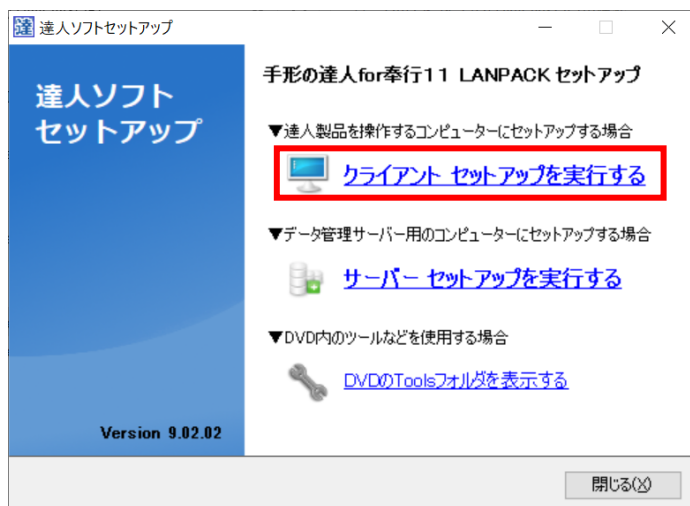 達人ソフトセットアップ
達人ソフト
セットアップ
手形の達人for奉行11 LANPACK セットアップ
▼達人製品を操作するコンピューターにセットアップする場合
クライアント セットアップを実行する
▼データ管理サーバー用のコンピューターにセットアップする場合
サーバー セットアップを実行する
▼DVD内のツールなどを使用する場合
DVDのToolsフォルダを表示する
Version 9.02.02
閉じる(X)